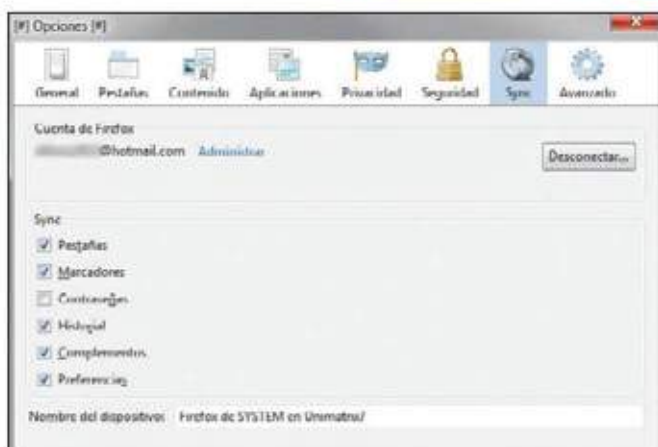 [#] Opciones [#]
General Pestañas Contenido Aplicaciones Privacidad Seguridad Sync Avanzado
Cuenta de Firefox
@hotmail.com Administrar
Desconectar...
Sync
Pestañas
Marcadores
Contraseñas
Historial
Complementos
Preferencias
Nombre del dispositivo: Firefox de SYSTEM en